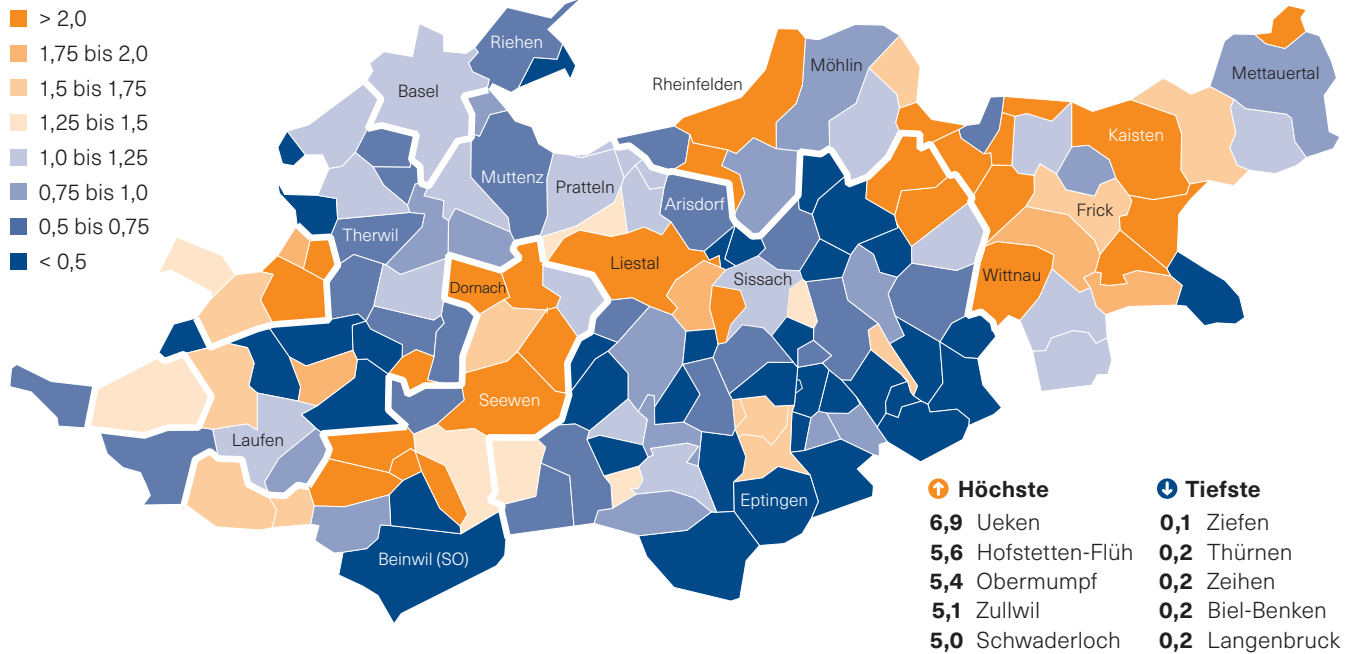 > 2,0
1,75 bis 2,0
1,5 bis 1,75
1,25 bis 1,5
1,0 bis 1,25
0,75 bis 1,0
0,5 bis 0,75
< 0,5
Riehen
Basel
Rheinfelden
Möhlin
Mettauertal
Kaisten
Muttenz
Pratteln
Arisdorf
Frick
Therwil
Liestal
Sissach
Wittnau
Dornach
Seewen
Laufen
Eptingen
Beinwil (SO)
Höchste
6,9 Ueken
5,6 Hofstetten-Flüh
5,4 Obermumpf
5,1 Zullwil
5,0 Schwaderloch
Tiefste
0,1 Ziefen
0,2 Thürnen
0,2 Zeihen
0,2 Biel-Benken
0,2 Langenbruck